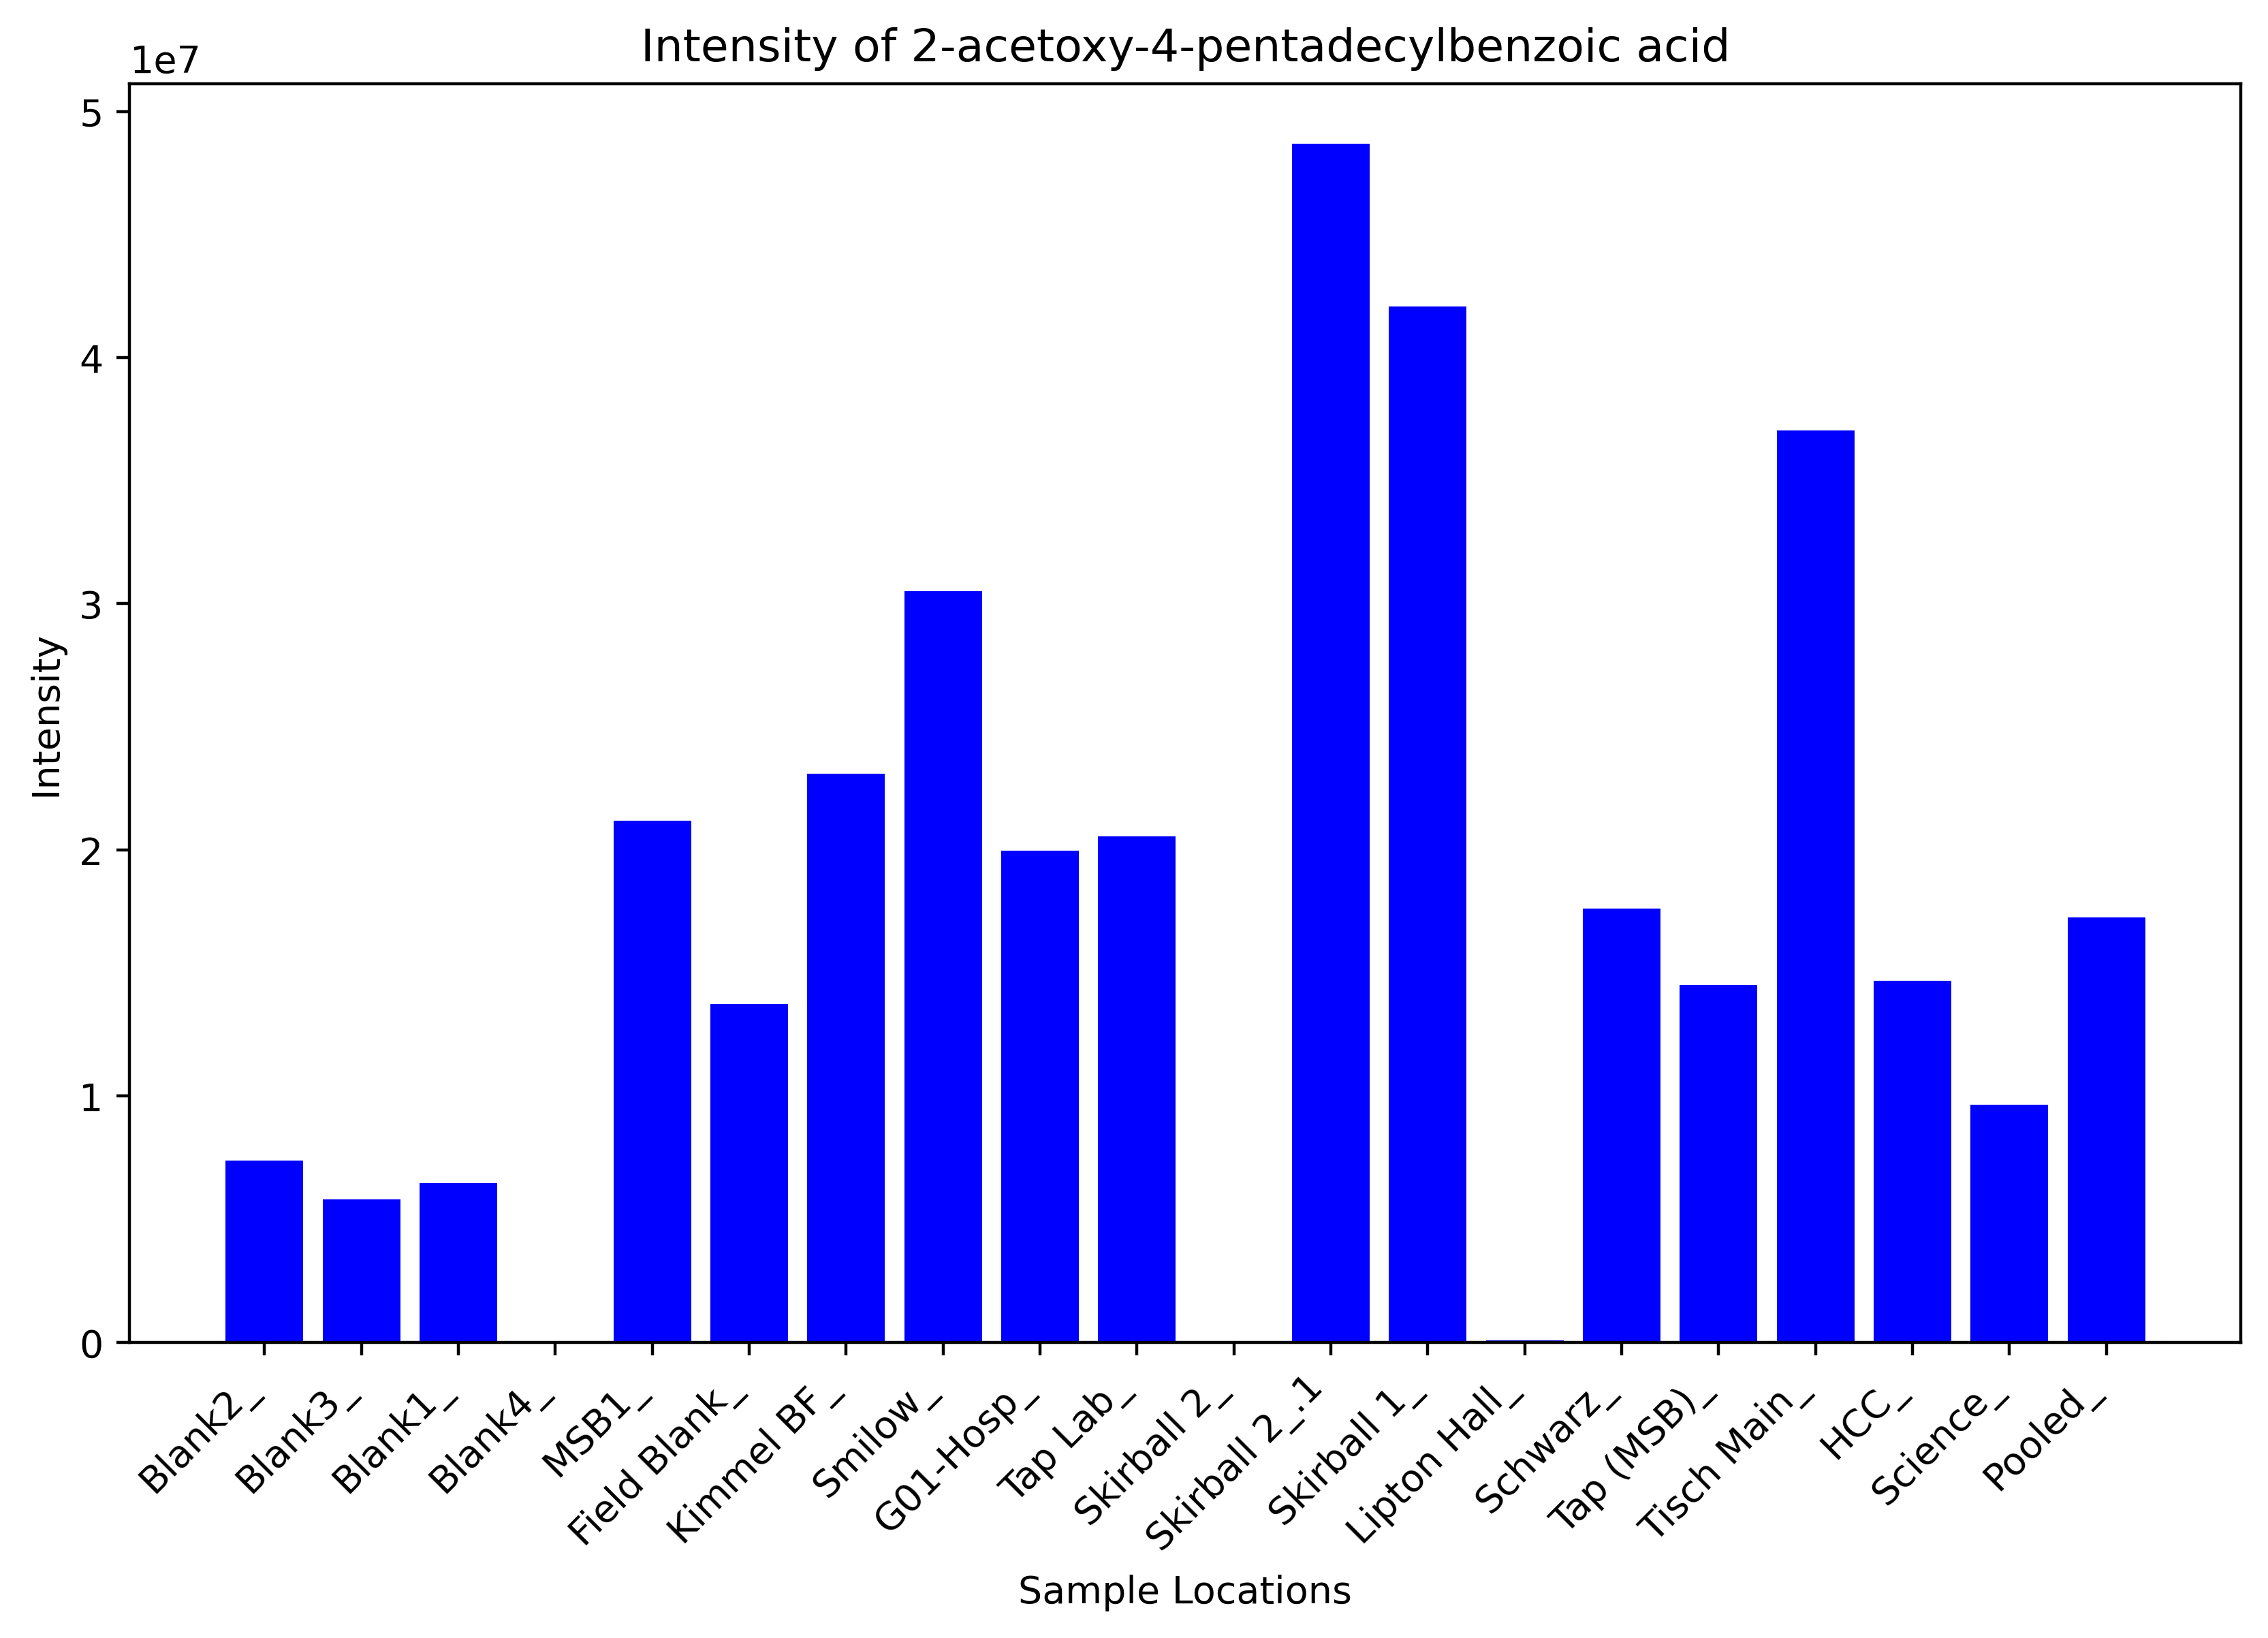 Intensity of 2-acetoxy-4-pentadecylbenzoic acid
1e7
5
4
3
2
1
0
Intensity
Blank2_
Blank3_
Blank1_
Blank4_
MSB1_
Field Blank_
Kimmel BF_
Smilow_
G01-Hosp_
Tap Lab_
Skirball 2_
Skirball 2_.1
Skirball 1_
Lipton Hall_
Schwarz_
Tap (MSB)_
Tisch Main_
HCC_
Science_
Pooled_
Sample Locations